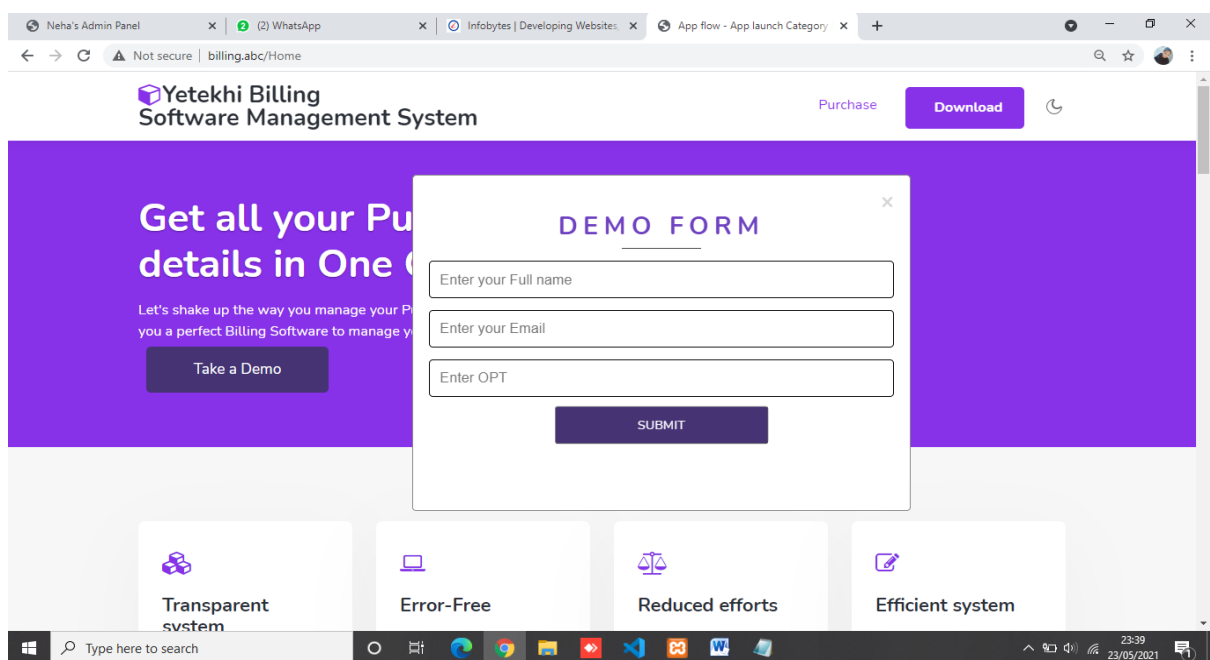 Neha's Admin Panel
(2) WhatsApp
Infobytes | Developing Websites,
App flow - App launch Category
Not secure | billing.abc/Home
Yetekhi Billing
Software Management System
Purchase
Download
Get all your Pu
details in One
Let's shake up the way you manage your P
you a perfect Billing Software to manage y
Take a Demo
DEMO FORM
Enter your Full name
Enter your Email
Enter OPT
SUBMIT
Transparent
system
Error-Free
Reduced efforts
Efficient system
Type here to search
23:39
23/05/2021